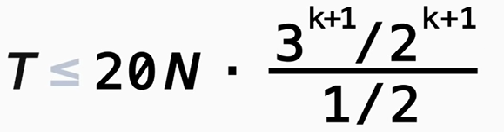 T ≤ 20N · (3^{k+1}/2^{k+1})/(1/2)